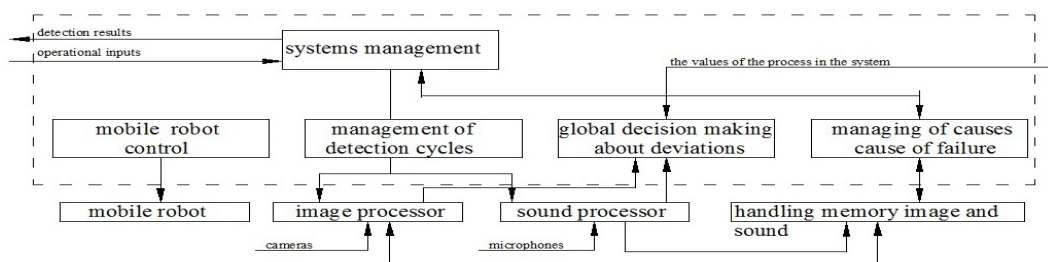 detection results
systems management
operational inputs
the values of the process in the system
mobile robot
control
management of
detection cycles
global decision making
about deviations
managing of causes
cause of failure
mobile robot
image processor
sound processor
handling memory image and
sound
cameras
microphones